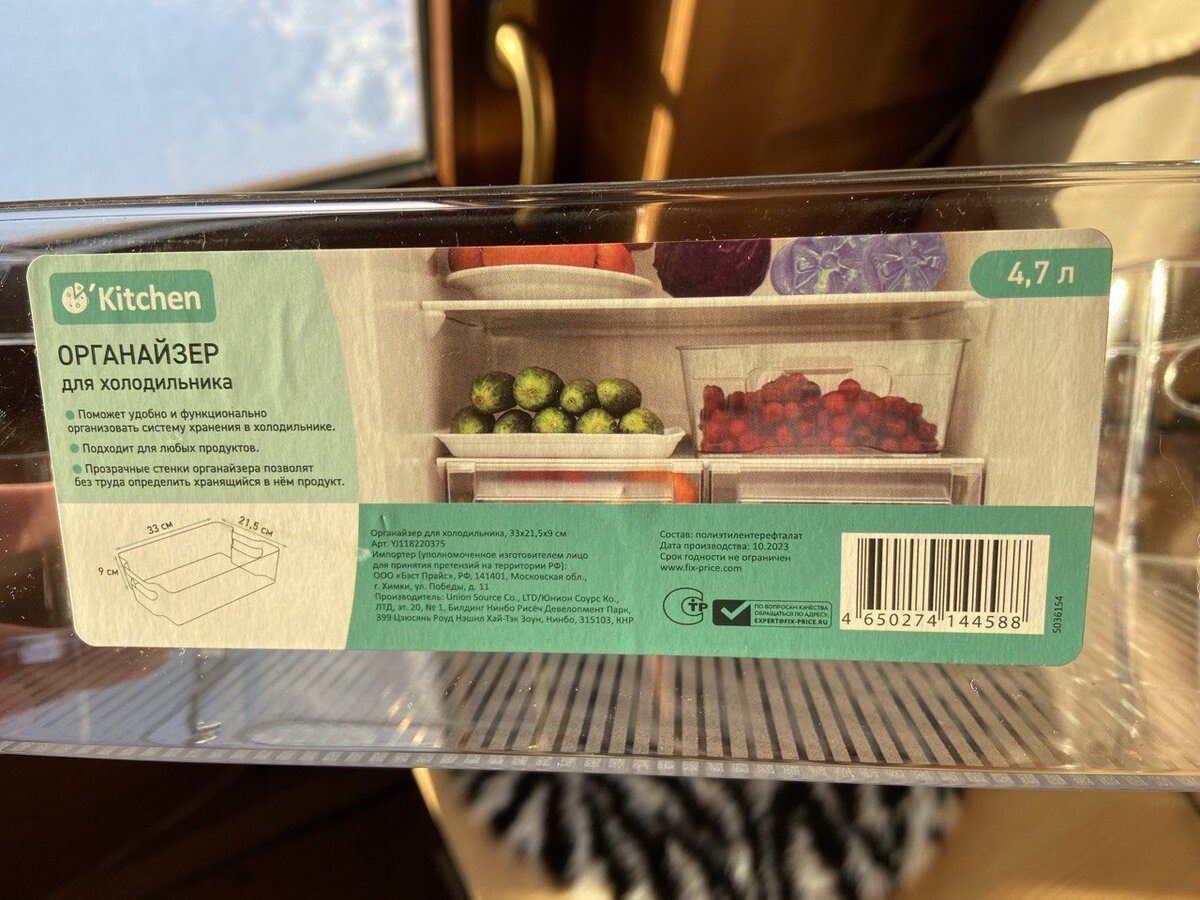 'Kitchen
4,7 л
ОРГАНАЙЗЕР
для холодильника
• Поможет удобно и функционально
организовать систему хранения в холодильнике.
• Подходит для любых продуктов.
• Прозрачные стенки органайзера позволят
без труда определить хранящийся в нём продукт.
33 см
21,5 см
9 см
Органайзер для холодильника, 33х21,5х9 см
Арт. YJ118220375
Импортер (уполномоченное изготовителем лицо
для принятия претензий на территории РФ):
ООО «Бэст Прайс», РФ, 141401, Московская обл.,
г. Химки, ул. Победы, д. 11
Производитель: Union Source Co., LTD/Юнион Соурс Ко.,
ЛТД, эт. 20, № 1, Билдинг Нинбо Рисёч Девелопмент Парк,
399 Цзюсянь Роуд Нэшнл Хай-Тэк Зоун, Нинбо, 315103, КНР
Состав: полиэтилентерефталат
Дата производства: 10.2023
Срок годности не ограничен
www.fix-price.com
СТР
ПО ВОПРОСАМ КАЧЕСТВА
ОБРАЩАТЬСЯ ПО АДРЕСУ:
EXPERT@FIX-PRICE.RU
4 650274 144588
5036154